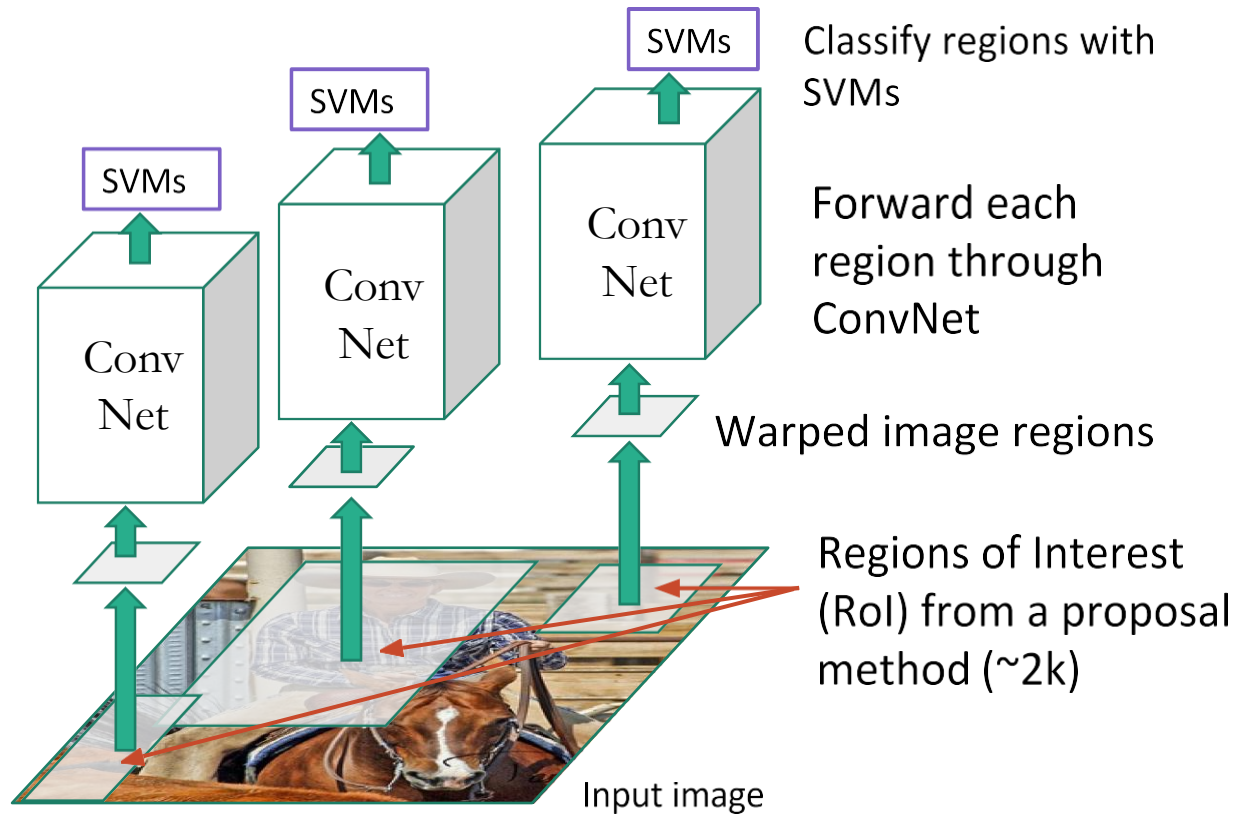 SVMs
Classify regions with
SVMs
SVMs
SVMs
Forward each
region through
ConvNet
Conv
Net
Conv
Net
Conv
Net
Warped image regions
Regions of Interest
(RoI) from a proposal
method (~2k)
Input image